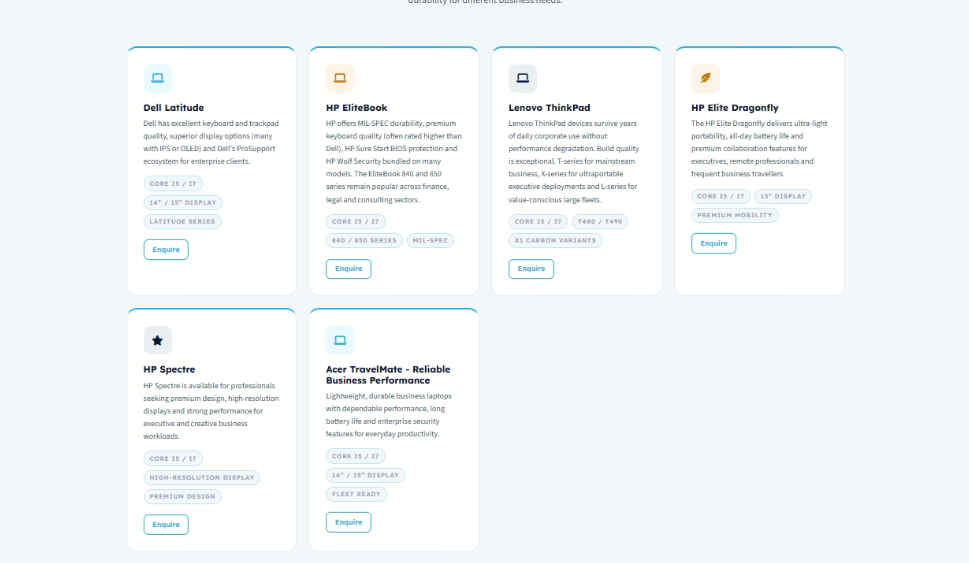 durability for different business needs.
Dell Latitude
Dell has excellent keyboard and trackpad
quality, superior display options (many
with IPS or OLED) and Dell's ProSupport
ecosystem for enterprise clients.
CORE I5 / I7
14" / 15" DISPLAY
LATITUDE SERIES
Enquire
HP EliteBook
HP offers MIL-SPEC durability, premium
keyboard quality (often rated higher than
Dell), HP Sure Start BIOS protection and
HP Wolf Security bundled on many
models. The EliteBook 840 and 850
series remain popular across finance,
legal and consulting sectors.
CORE I5 / I7
840 / 850 SERIES
MIL-SPEC
Enquire
Lenovo ThinkPad
Lenovo ThinkPad devices survive years
of daily corporate use without
performance degradation. Build quality
is exceptional. T-series for mainstream
business, X-series for ultraportable
executive deployments and L-series for
value-conscious large fleets.
CORE I5 / I7
T480 / T490
X1 CARBON VARIANTS
Enquire
HP Elite Dragonfly
The HP Elite Dragonfly delivers ultra-light
portability, all-day battery life and
premium collaboration features for
executives, remote professionals and
frequent business travellers.
CORE I5 / I7
13" DISPLAY
PREMIUM MOBILITY
Enquire
HP Spectre
HP Spectre is available for professionals
seeking premium design, high-resolution
displays and strong performance for
executive and creative business
workloads.
CORE I5 / I7
HIGH-RESOLUTION DISPLAY
PREMIUM DESIGN
Enquire
Acer TravelMate - Reliable
Business Performance
Lightweight, durable business laptops
with dependable performance, long
battery life and enterprise security
features for everyday productivity.
CORE I5 / I7
14" / 15" DISPLAY
FLEET READY
Enquire